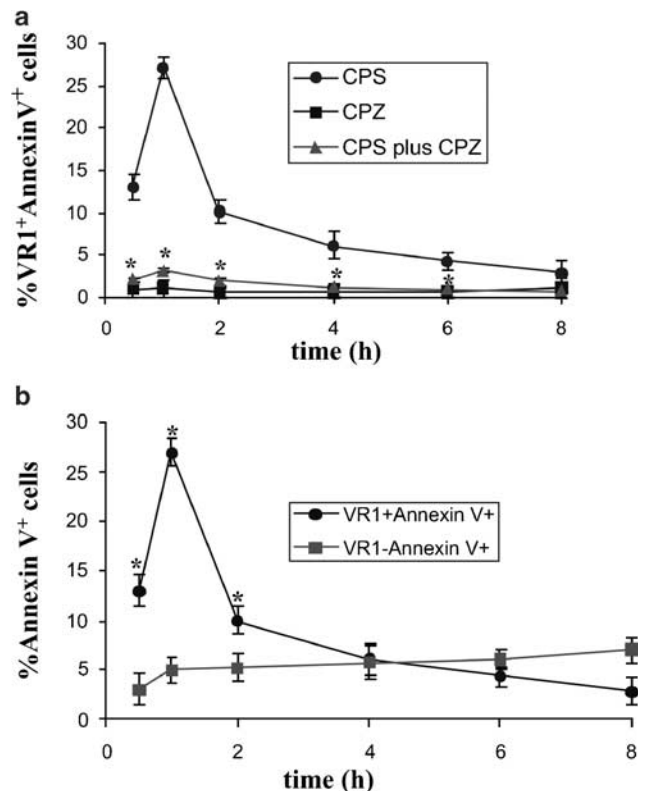 a
%VR1⁺AnnexinV⁺ cells
30
25
20
15
10
5
0
CPS
CPZ
CPS plus CPZ
* * * * *
2 4 6 8
time (h)
b
%Annexin V⁺ cells
30
25
20
15
10
5
0
* * *
VR1+Annexin V+
VR1-Annexin V+
0 2 4 6 8
time (h)